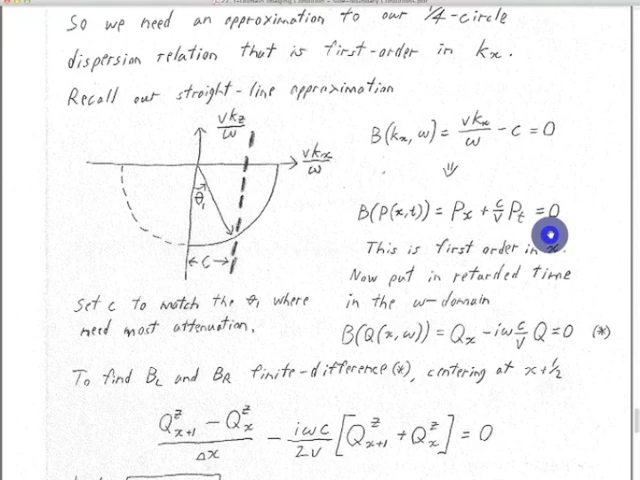 So we need an approximation to our 1/4-circle
dispersion relation that is first-order in kx.
Recall our straight-line approximation
vkz/ω
vkx/ω
θ1
← C →
B(kx, ω) = vkx/ω - c = 0
⇓
B(P(x,t)) = Px + c/v Pt = 0
This is first order in x.
Now put in retarded time
in the ω-domain
B(Q(x,ω)) = Qx - iω c/v Q = 0 (*)
Set c to match the θ1 where
need most attenuation.
To find BL and BR finite-difference (*), centering at x+1/2
(Q^z_x+1 - Q^z_x)/Δx - iωc/2v [Q^z_x+1 + Q^z_x] = 0